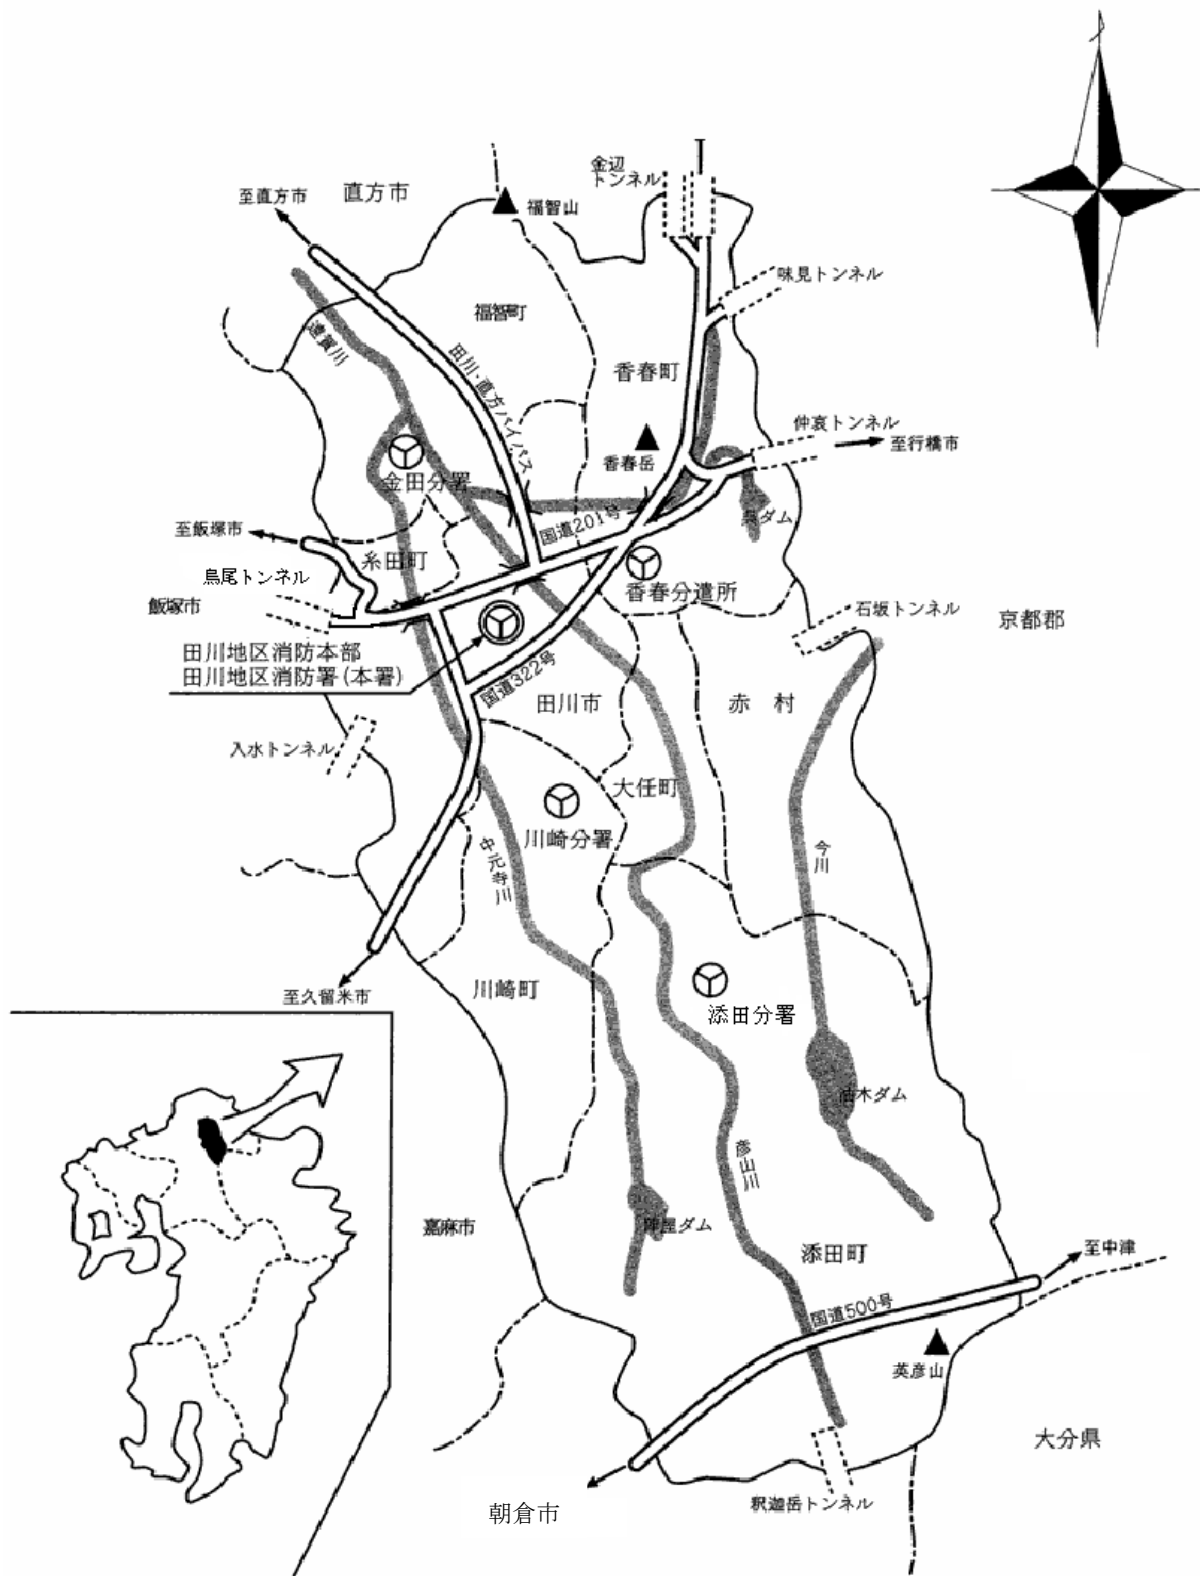 金辺
トンネル
至直方市
直方市
福智山
味見トンネル
福智町
遠賀川
田川・直方バイパス
香春町
仲哀トンネル
至行橋市
香春岳
金田分署
呉ダム
国道201号
至飯塚市
糸田町
烏尾トンネル
香春分遣所
飯塚市
石坂トンネル
京都郡
田川地区消防本部
田川地区消防署(本署)
国道322号
田川市
赤 村
入水トンネル
大任町
川崎分署
中元寺川
今川
川崎町
至久留米市
添田分署
油木ダム
彦山川
嘉麻市
陣屋ダム
添田町
至中津
国道500号
英彦山
大分県
釈迦岳トンネル
朝倉市